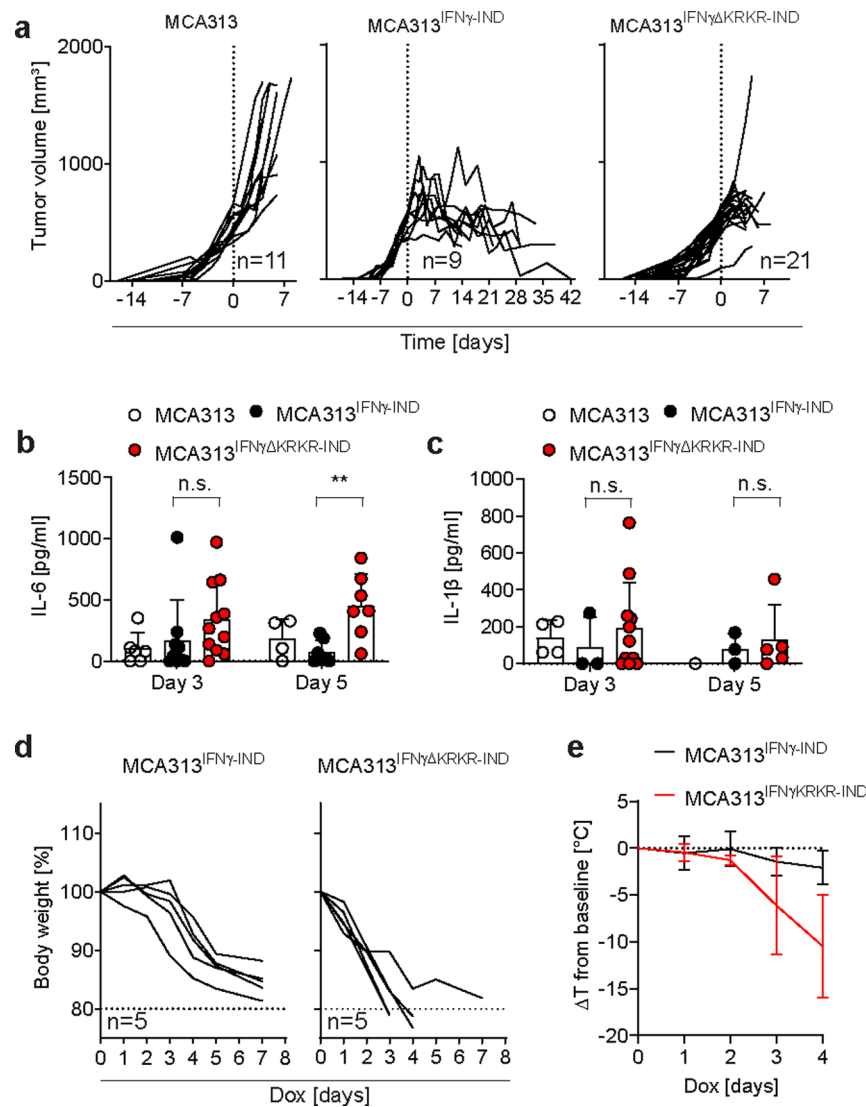 a
MCA313
MCA313IFNγ-IND
MCA313IFNγΔKRKR-IND
Tumor volume [mm³]
2000
1000
0
n=11
n=9
n=21
-14 -7 0 7
-14 -7 0 7 14 21 28 35 42
-14 -7 0 7
Time [days]
b
MCA313
MCA313IFNγ-IND
MCA313IFNγΔKRKR-IND
IL-6 [pg/ml]
1500
1000
500
0
n.s.
**
Day 3
Day 5
c
MCA313
MCA313IFNγ-IND
MCA313IFNγΔKRKR-IND
IL-1β [pg/ml]
1000
800
600
400
200
0
n.s.
n.s.
Day 3
Day 5
d
MCA313IFNγ-IND
MCA313IFNγΔKRKR-IND
Body weight [%]
110
100
90
80
n=5
n=5
0 1 2 3 4 5 6 7 8
0 1 2 3 4 5 6 7 8
Dox [days]
e
MCA313IFNγ-IND
MCA313IFNγKRKR-IND
ΔT from baseline [°C]
5
0
-5
-10
-15
-20
0 1 2 3 4
Dox [days]